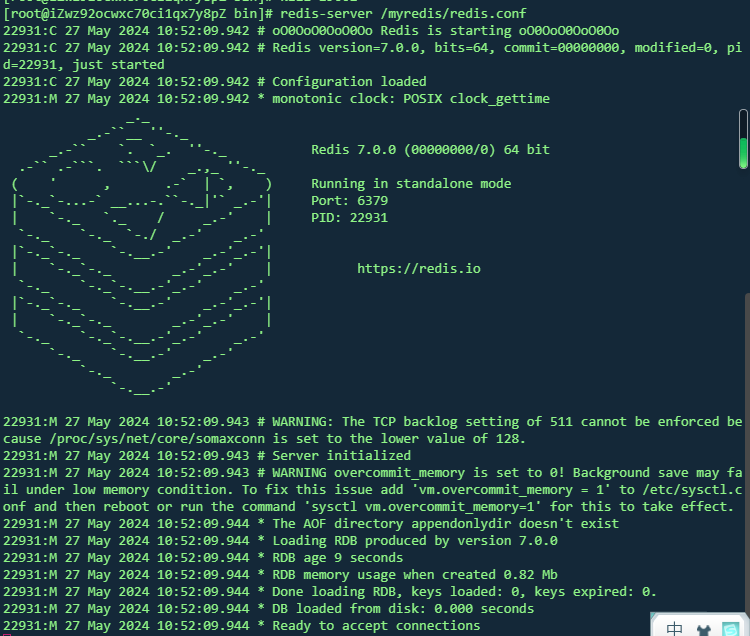 [root@iZwz92ocwxc70ci1qx7y8pZ bin]# redis-server /myredis/redis.conf
22931:C 27 May 2024 10:52:09.942 # oO0OoO0OoO0Oo Redis is starting oO0OoO0OoO0Oo
22931:C 27 May 2024 10:52:09.942 # Redis version=7.0.0, bits=64, commit=00000000, modified=0, pi
d=22931, just started
22931:C 27 May 2024 10:52:09.942 # Configuration loaded
22931:M 27 May 2024 10:52:09.942 * monotonic clock: POSIX clock_gettime
Redis 7.0.0 (00000000/0) 64 bit
Running in standalone mode
Port: 6379
PID: 22931
https://redis.io
22931:M 27 May 2024 10:52:09.943 # WARNING: The TCP backlog setting of 511 cannot be enforced be
cause /proc/sys/net/core/somaxconn is set to the lower value of 128.
22931:M 27 May 2024 10:52:09.943 # Server initialized
22931:M 27 May 2024 10:52:09.943 # WARNING overcommit_memory is set to 0! Background save may fa
il under low memory condition. To fix this issue add 'vm.overcommit_memory = 1' to /etc/sysctl.c
onf and then reboot or run the command 'sysctl vm.overcommit_memory=1' for this to take effect.
22931:M 27 May 2024 10:52:09.944 * The AOF directory appendonlydir doesn't exist
22931:M 27 May 2024 10:52:09.944 * Loading RDB produced by version 7.0.0
22931:M 27 May 2024 10:52:09.944 * RDB age 9 seconds
22931:M 27 May 2024 10:52:09.944 * RDB memory usage when created 0.82 Mb
22931:M 27 May 2024 10:52:09.944 * Done loading RDB, keys loaded: 0, keys expired: 0.
22931:M 27 May 2024 10:52:09.944 * DB loaded from disk: 0.000 seconds
22931:M 27 May 2024 10:52:09.944 * Ready to accept connections
中